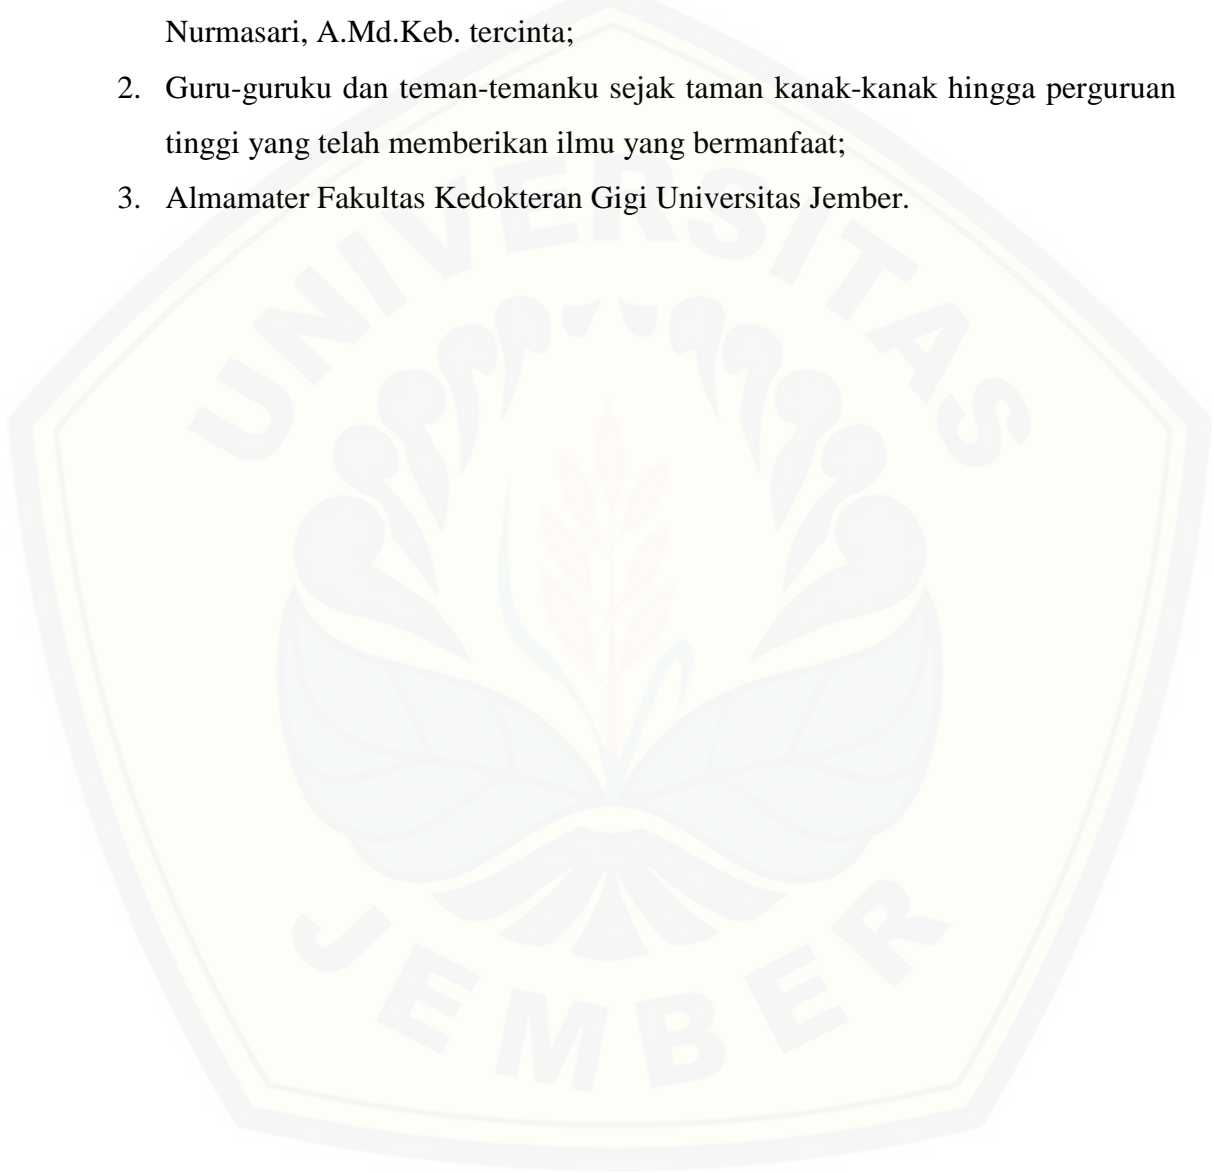 Nurmasari, A.Md.Keb. tercinta;
2. Guru-guruku dan teman-temanku sejak taman kanak-kanak hingga perguruan
tinggi yang telah memberikan ilmu yang bermanfaat;
3. Almamater Fakultas Kedokteran Gigi Universitas Jember.
UNIVERSITAS
JEMBER